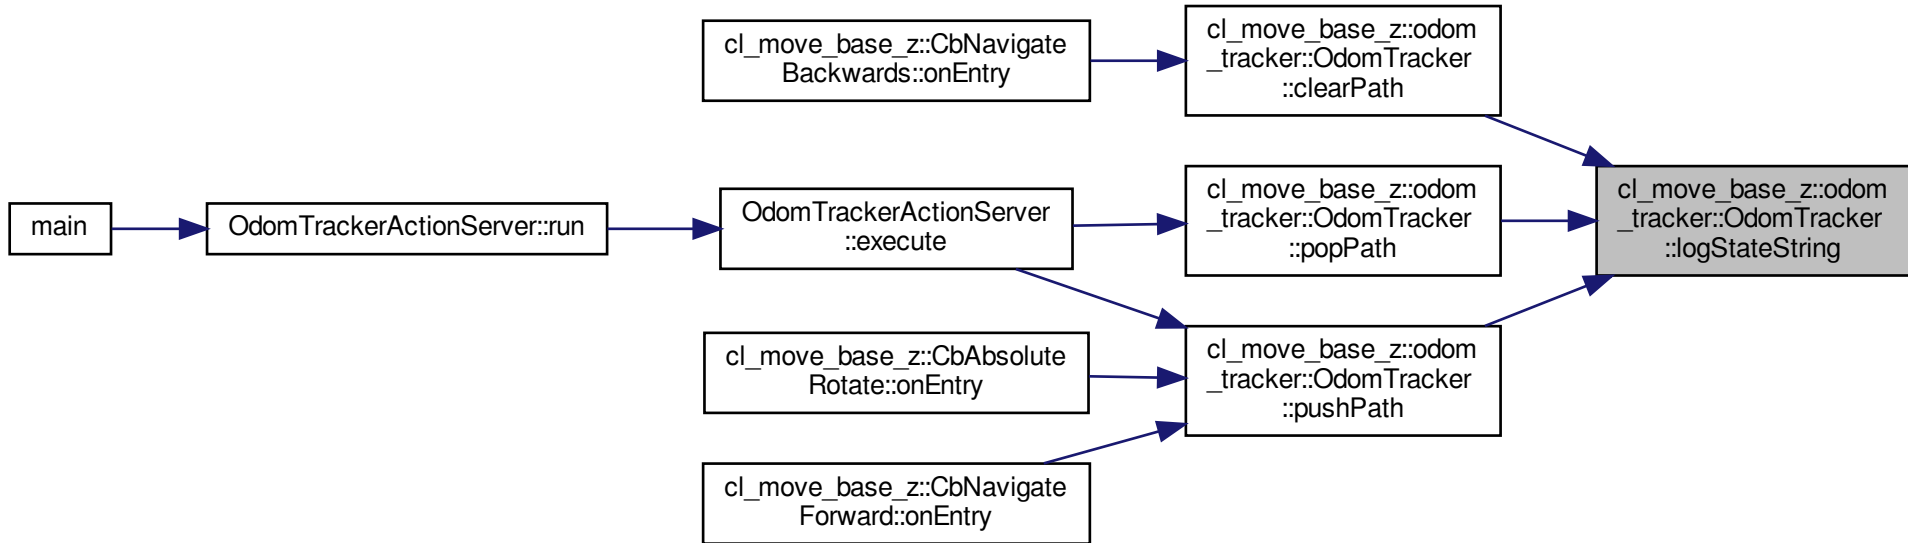 main
OdomTrackerActionServer::run
OdomTrackerActionServer
::execute
cl_move_base_z::CbNavigate
Backwards::onEntry
cl_move_base_z::CbAbsolute
Rotate::onEntry
cl_move_base_z::CbNavigate
Forward::onEntry
cl_move_base_z::odom
_tracker::OdomTracker
::clearPath
cl_move_base_z::odom
_tracker::OdomTracker
::popPath
cl_move_base_z::odom
_tracker::OdomTracker
::pushPath
cl_move_base_z::odom
_tracker::OdomTracker
::logStateString